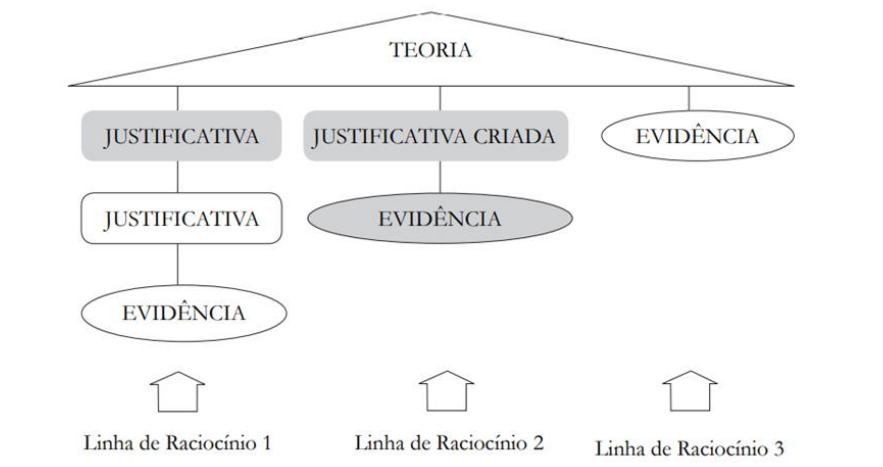 TEORIA
JUSTIFICATIVA
JUSTIFICATIVA CRIADA
EVIDÊNCIA
JUSTIFICATIVA
EVIDÊNCIA
EVIDÊNCIA
Linha de Raciocínio 1
Linha de Raciocínio 2
Linha de Raciocínio 3